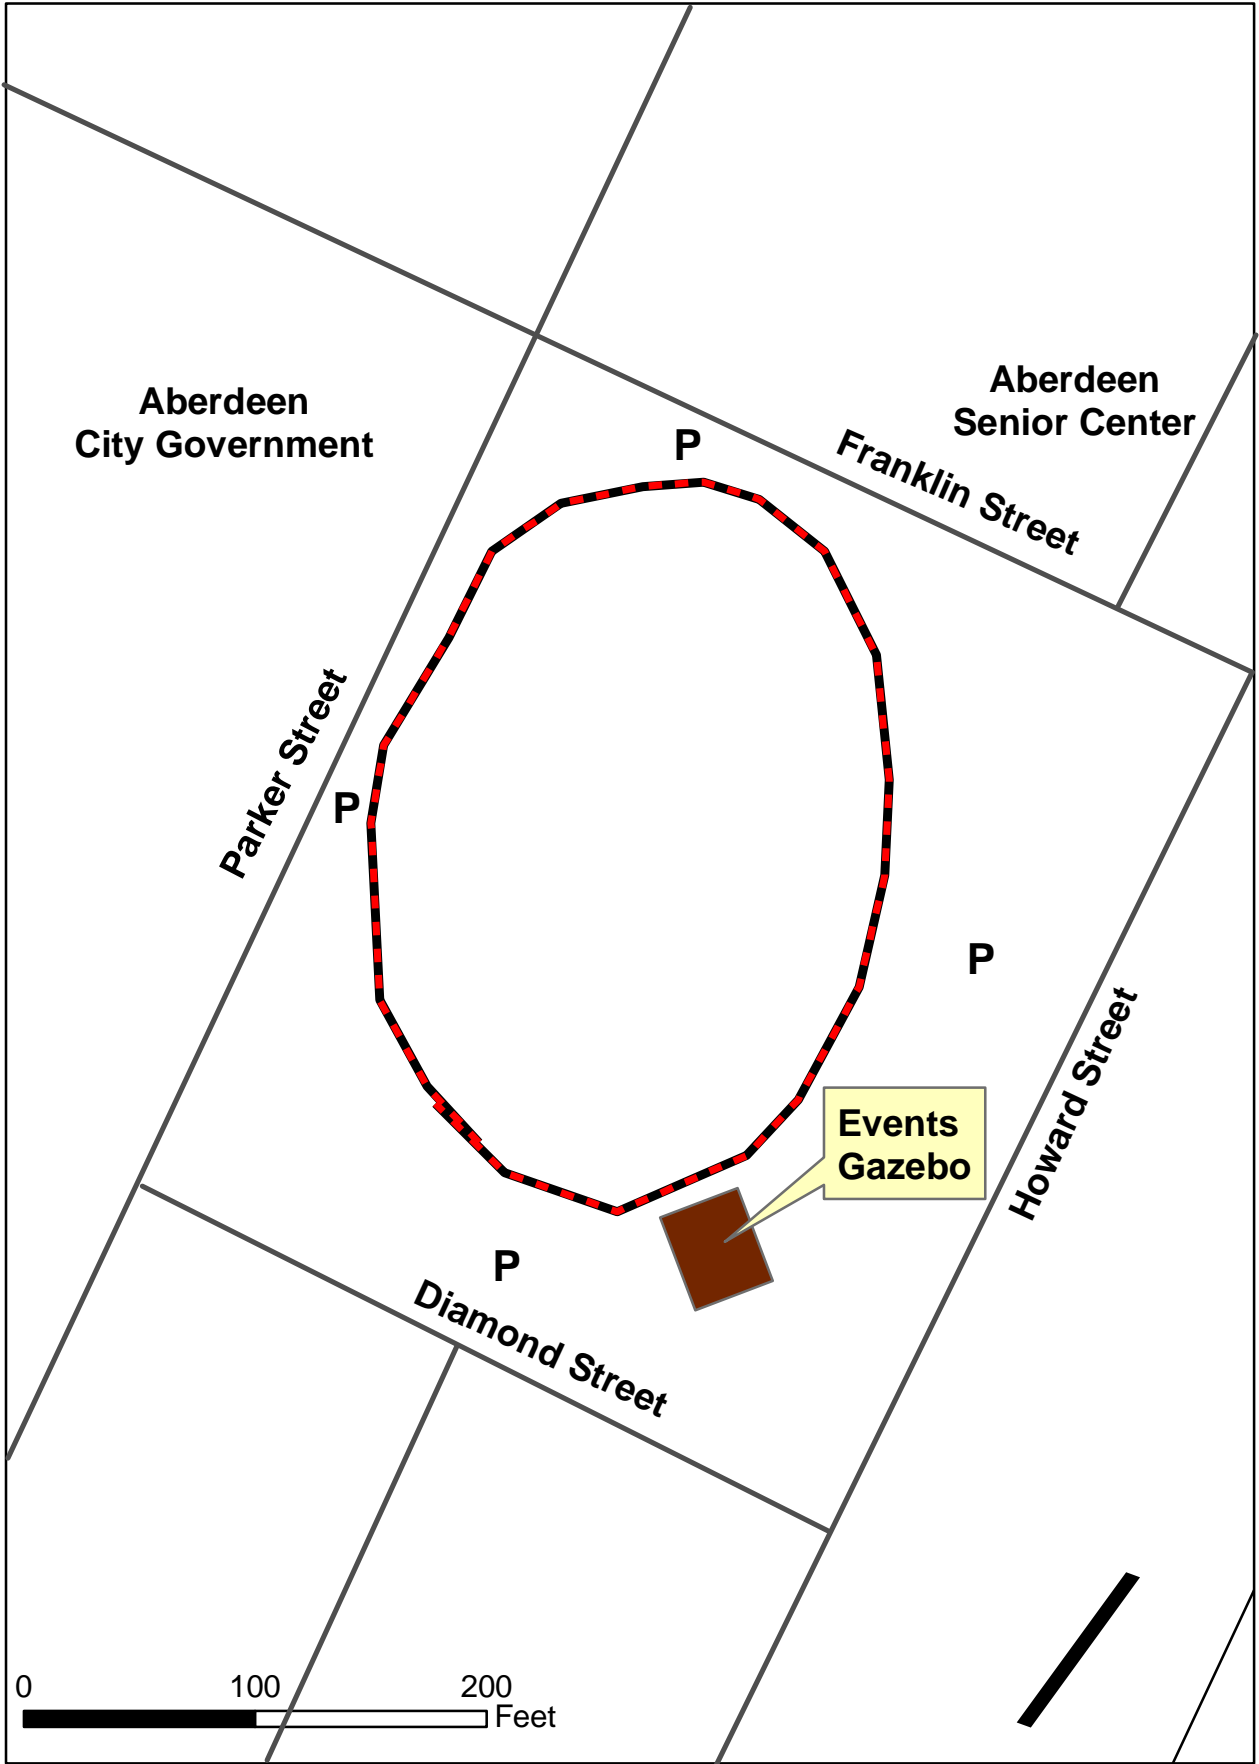 Aberdeen
City Government
Aberdeen
Senior Center
P
Franklin Street
Parker Street
P
P
Howard Street
Events
Gazebo
P
Diamond Street
0 100 200
Feet